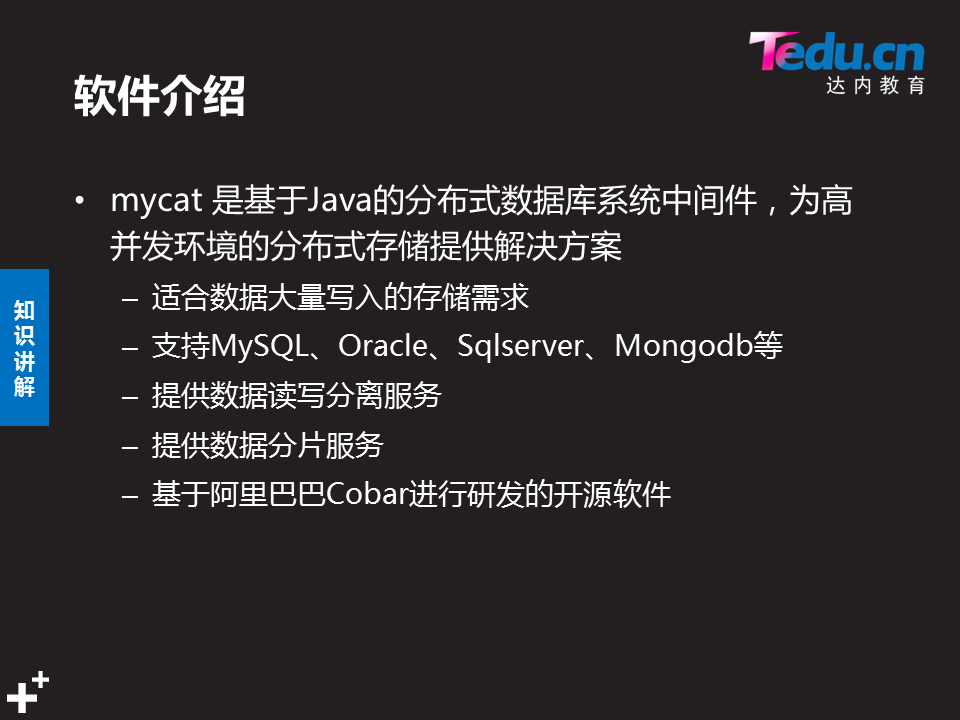 Tedu.cn
达内教育
软件介绍
• mycat 是基于Java的分布式数据库系统中间件，为高
并发环境的分布式存储提供解决方案
– 适合数据大量写入的存储需求
– 支持MySQL、Oracle、Sqlserver、Mongodb等
– 提供数据读写分离服务
– 提供数据分片服务
– 基于阿里巴巴Cobar进行研发的开源软件
知
识
讲
解